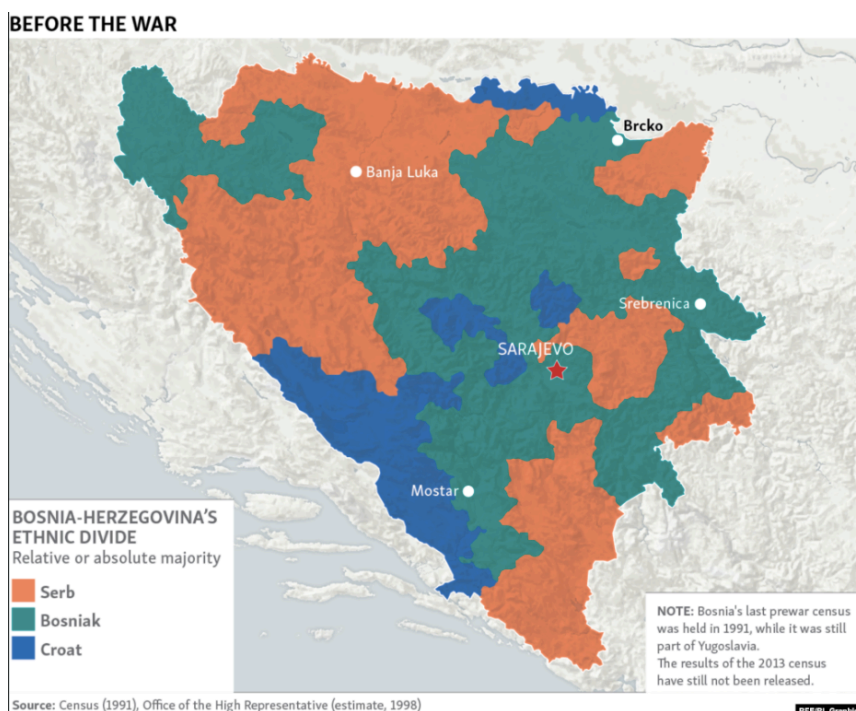 BEFORE THE WAR
Brcko
Banja Luka
Srebrenica
SARAJEVO
Mostar
BOSNIA-HERZEGOVINA'S
ETHNIC DIVIDE
Relative or absolute majority
Serb
Bosniak
Croat
NOTE: Bosnia's last prewar census
was held in 1991, while it was still
part of Yugoslavia.
The results of the 2013 census
have still not been released.
Source: Census (1991), Office of the High Representative (estimate, 1998)